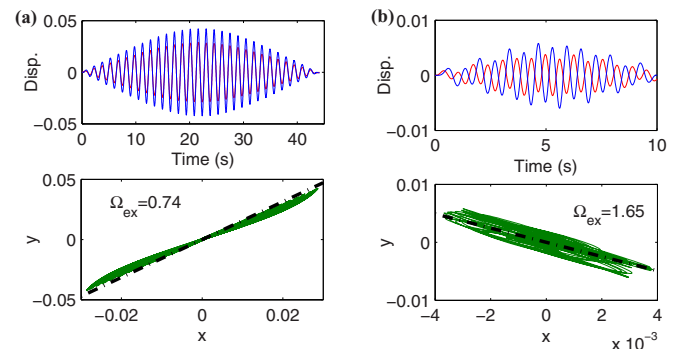 (a)
0.05
0
−0.05
Disp.
0 10 20 30 40
Time (s)
0.05
0
−0.05
y
Ωex=0.74
−0.02 0 0.02
x
(b)
0.01
0
−0.01
Disp.
0 5 10
Time (s)
0.01
0
−0.01
y
Ωex=1.65
−4 −2 0 2 4
x
x 10−3